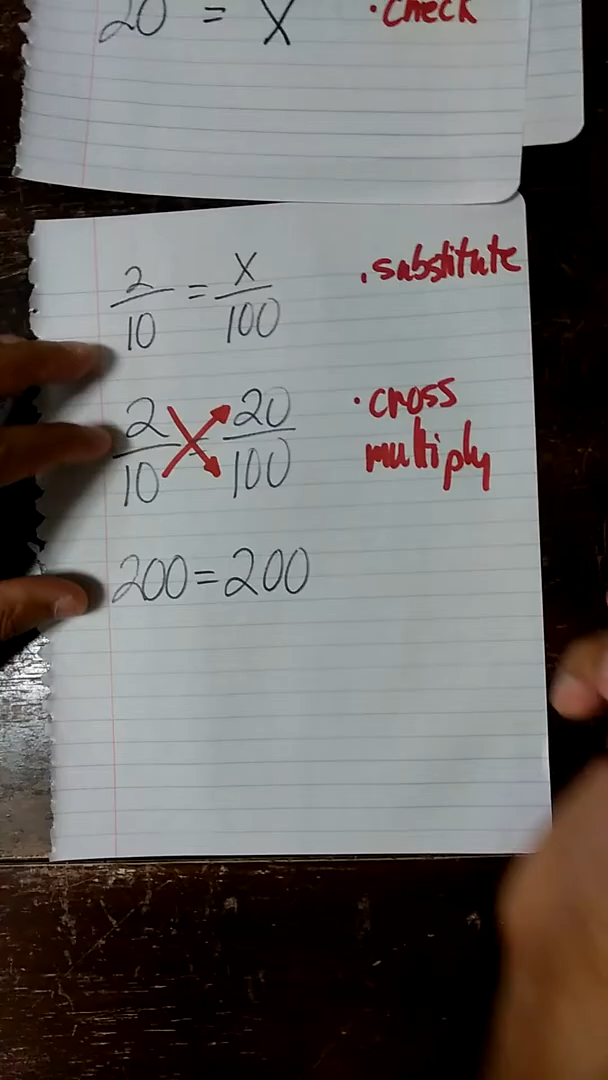 20 = X
·Check
2/10 = X/100
.substitute
2/10 = 20/100
·cross
multiply
200=200